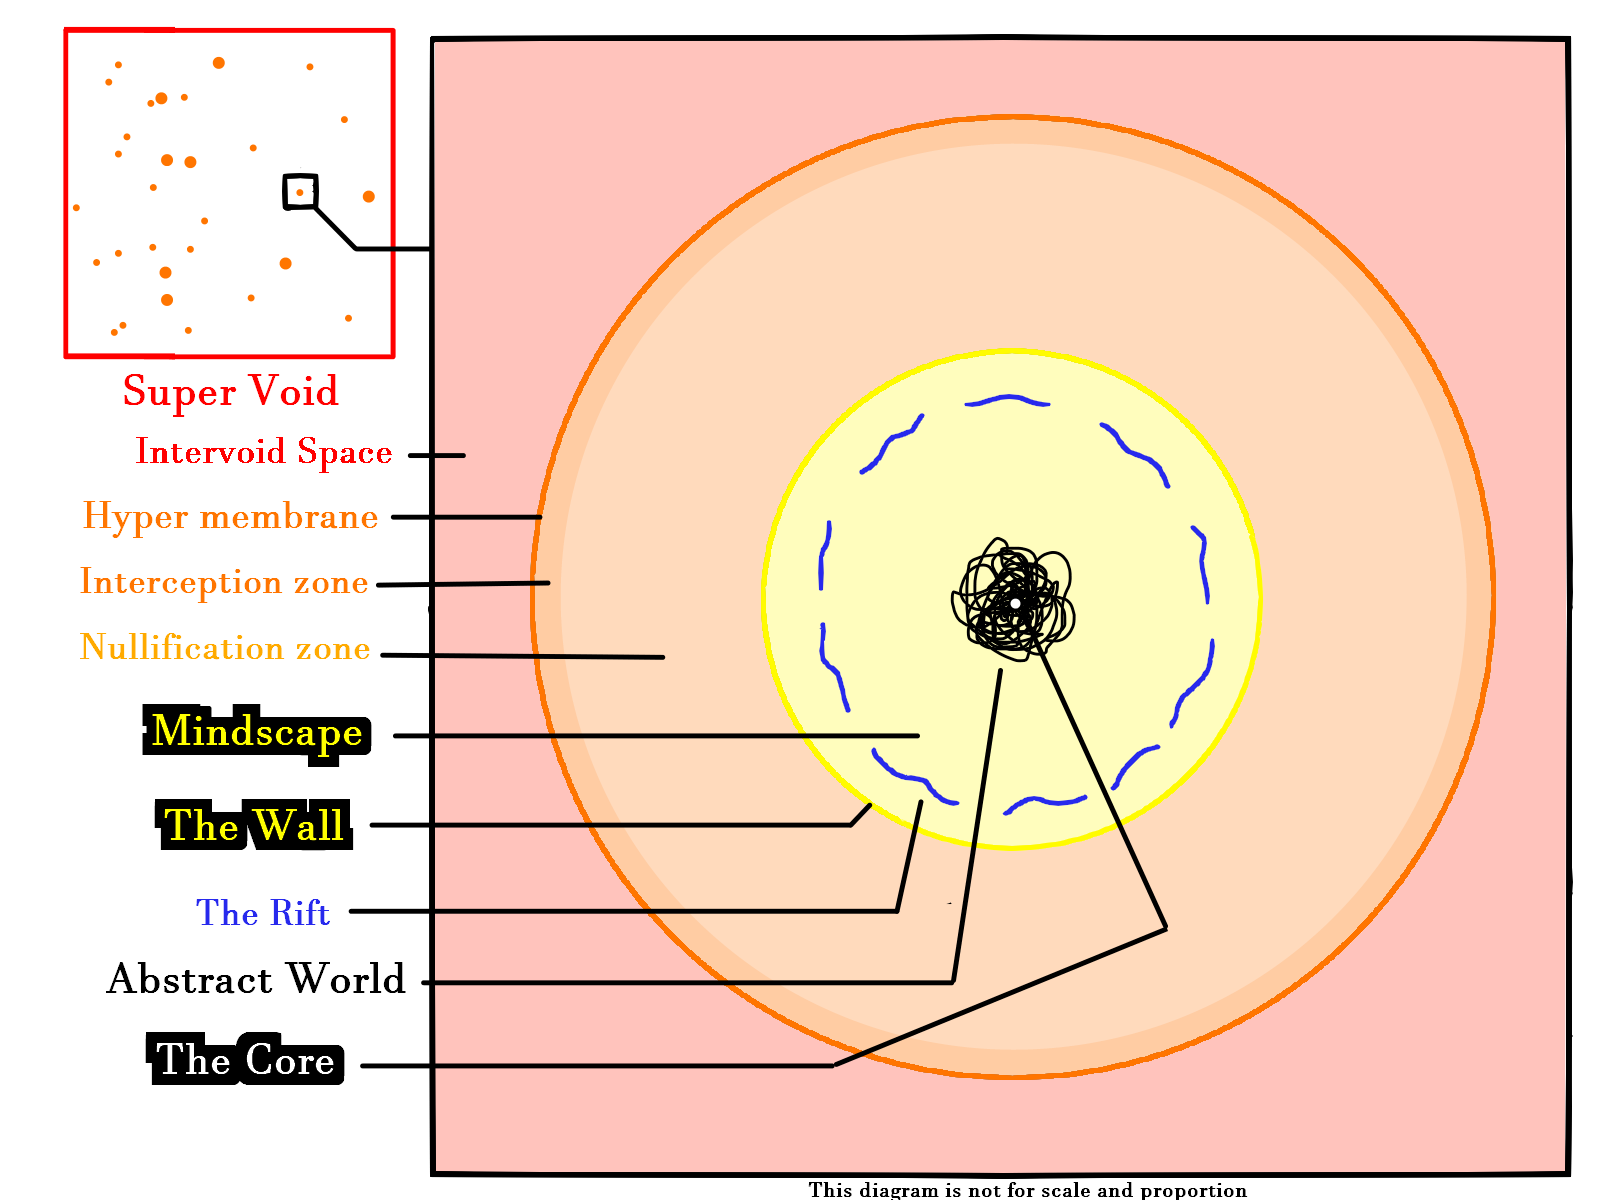 Super Void
Intervoid Space
Hyper membrane
Interception zone
Nullification zone
Mindscape
The Wall
The Rift
Abstract World
The Core
This diagram is not for scale and proportion